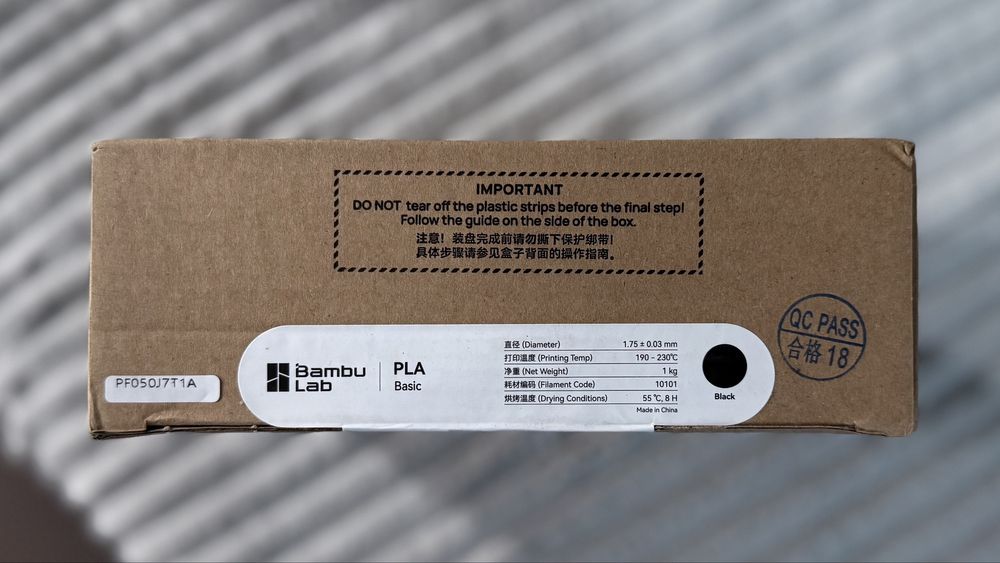 IMPORTANT
DO NOT tear off the plastic strips before the final step!
Follow the guide on the side of the box.
注意！装盘完成前请勿撕下保护绑带！
具体步骤请参见盒子背面的操作指南。
QC PASS
合格 18
PF050J7T1A
Bambu
Lab
PLA
Basic
直径 (Diameter) 1.75 ± 0.03 mm
打印温度 (Printing Temp) 190 - 230℃
净重 (Net Weight) 1 kg
耗材编码 (Filament Code) 10101
烘烤温度 (Drying Conditions) 55 ℃, 8 H
Made in China
Black